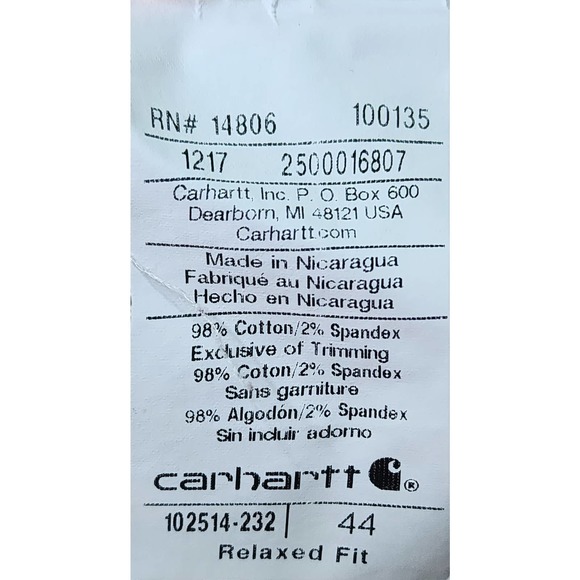 RN# 14806 100135
1217 2500016807
Carhartt, Inc. P. O. Box 600
Dearborn, MI 48121 USA
Carhartt.com
Made in Nicaragua
Fabriqué au Nicaragua
Hecho en Nicaragua
98% Cotton/2% Spandex
Exclusive of Trimming
98% Coton/2% Spandex
Sans garniture
98% Algodón/2% Spandex
Sin incluir adorno
carhartt ®
102514-232 | 44
Relaxed Fit